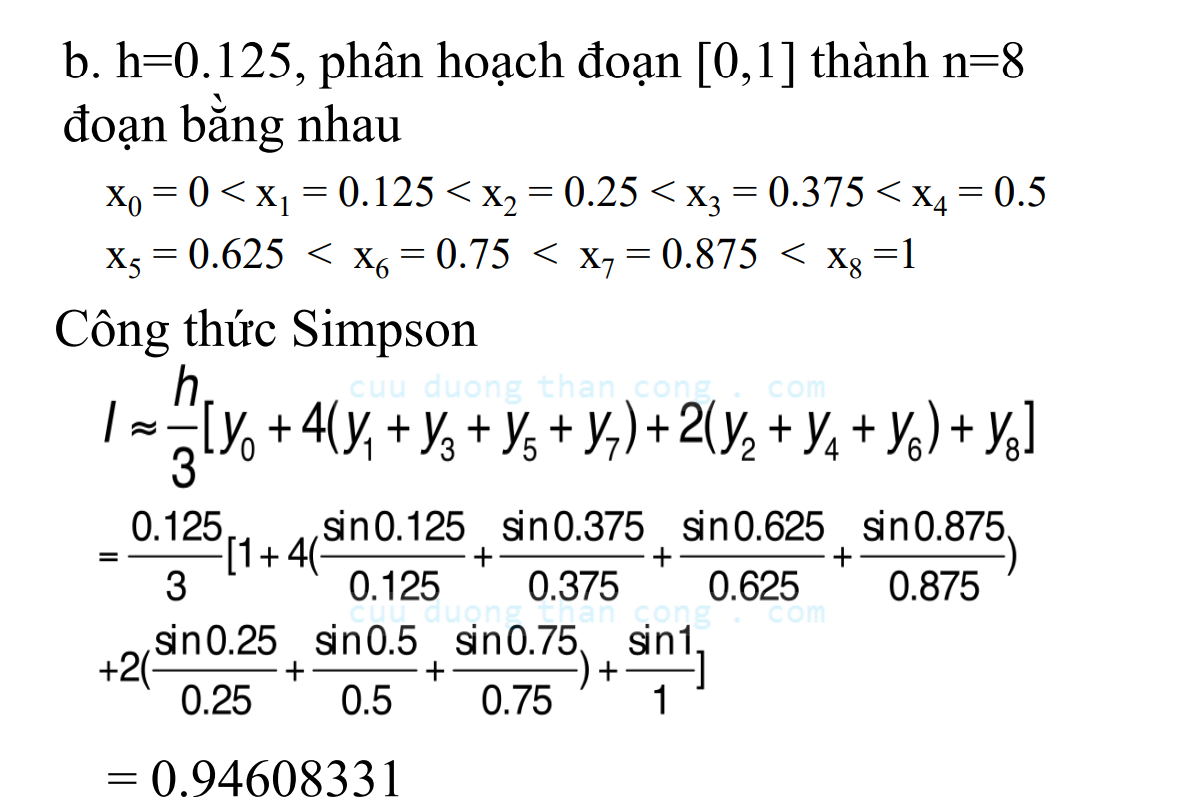 b. h=0.125, phân hoạch đoạn [0,1] thành n=8
đoạn bằng nhau
x₀ = 0 < x₁ = 0.125 < x₂ = 0.25 < x₃ = 0.375 < x₄ = 0.5
x₅ = 0.625 < x₆ = 0.75 < x₇ = 0.875 < x₈ =1
Công thức Simpson
cuu duong than cong . com
I ≈ h/3 [y₀ + 4(y₁ + y₃ + y₅ + y₇) + 2(y₂ + y₄ + y₆) + y₈]
= 0.125/3 [1 + 4(sin0.125/0.125 + sin0.375/0.375 + sin0.625/0.625 + sin0.875/0.875)
cuu duong than cong . com
+2(sin0.25/0.25 + sin0.5/0.5 + sin0.75/0.75) + sin1/1]
= 0.94608331